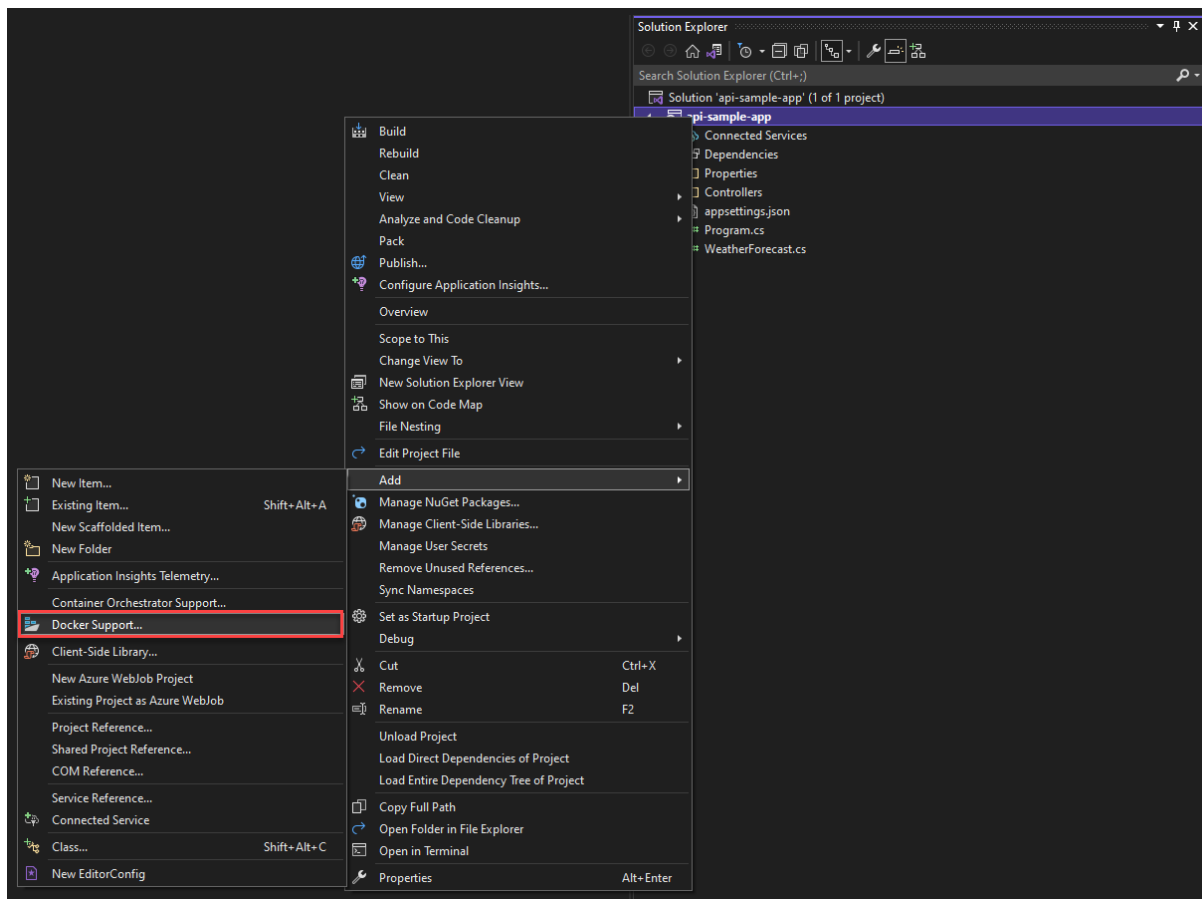 Solution Explorer
Search Solution Explorer (Ctrl+;)
Solution 'api-sample-app' (1 of 1 project)
api-sample-app
Connected Services
Dependencies
Properties
Controllers
appsettings.json
Program.cs
WeatherForecast.cs
Build
Rebuild
Clean
View
Analyze and Code Cleanup
Pack
Publish...
Configure Application Insights...
Overview
Scope to This
Change View To
New Solution Explorer View
Show on Code Map
File Nesting
Edit Project File
Add
Manage NuGet Packages...
Manage Client-Side Libraries...
Manage User Secrets
Remove Unused References...
Sync Namespaces
Set as Startup Project
Debug
Cut Ctrl+X
Remove Del
Rename F2
Unload Project
Load Direct Dependencies of Project
Load Entire Dependency Tree of Project
Copy Full Path
Open Folder in File Explorer
Open in Terminal
Properties Alt+Enter
New Item...
Existing Item... Shift+Alt+A
New Scaffolded Item...
New Folder
Application Insights Telemetry...
Container Orchestrator Support...
Docker Support...
Client-Side Library...
New Azure WebJob Project
Existing Project as Azure WebJob
Project Reference...
Shared Project Reference...
COM Reference...
Service Reference...
Connected Service
Class... Shift+Alt+C
New EditorConfig